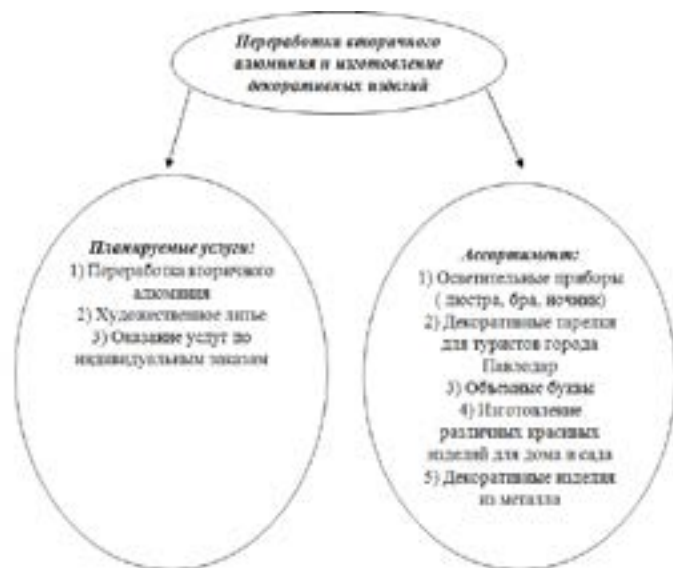 Переработка вторичного
алюминия и изготовление
декоративных изделий
Планируемые услуги:
1) Переработка вторичного
алюминия
2) Художественное литье
3) Оказание услуг по
индивидуальным заказам
Ассортимент:
1) Осветительные приборы
( люстра, бра, ночник)
2) Декоративные тарелки
для туристов города
Павлодар
3) Объемные буквы
4) Изготовление
различных красивых
изделий для дома и сада
5) Декоративные изделия
из металла